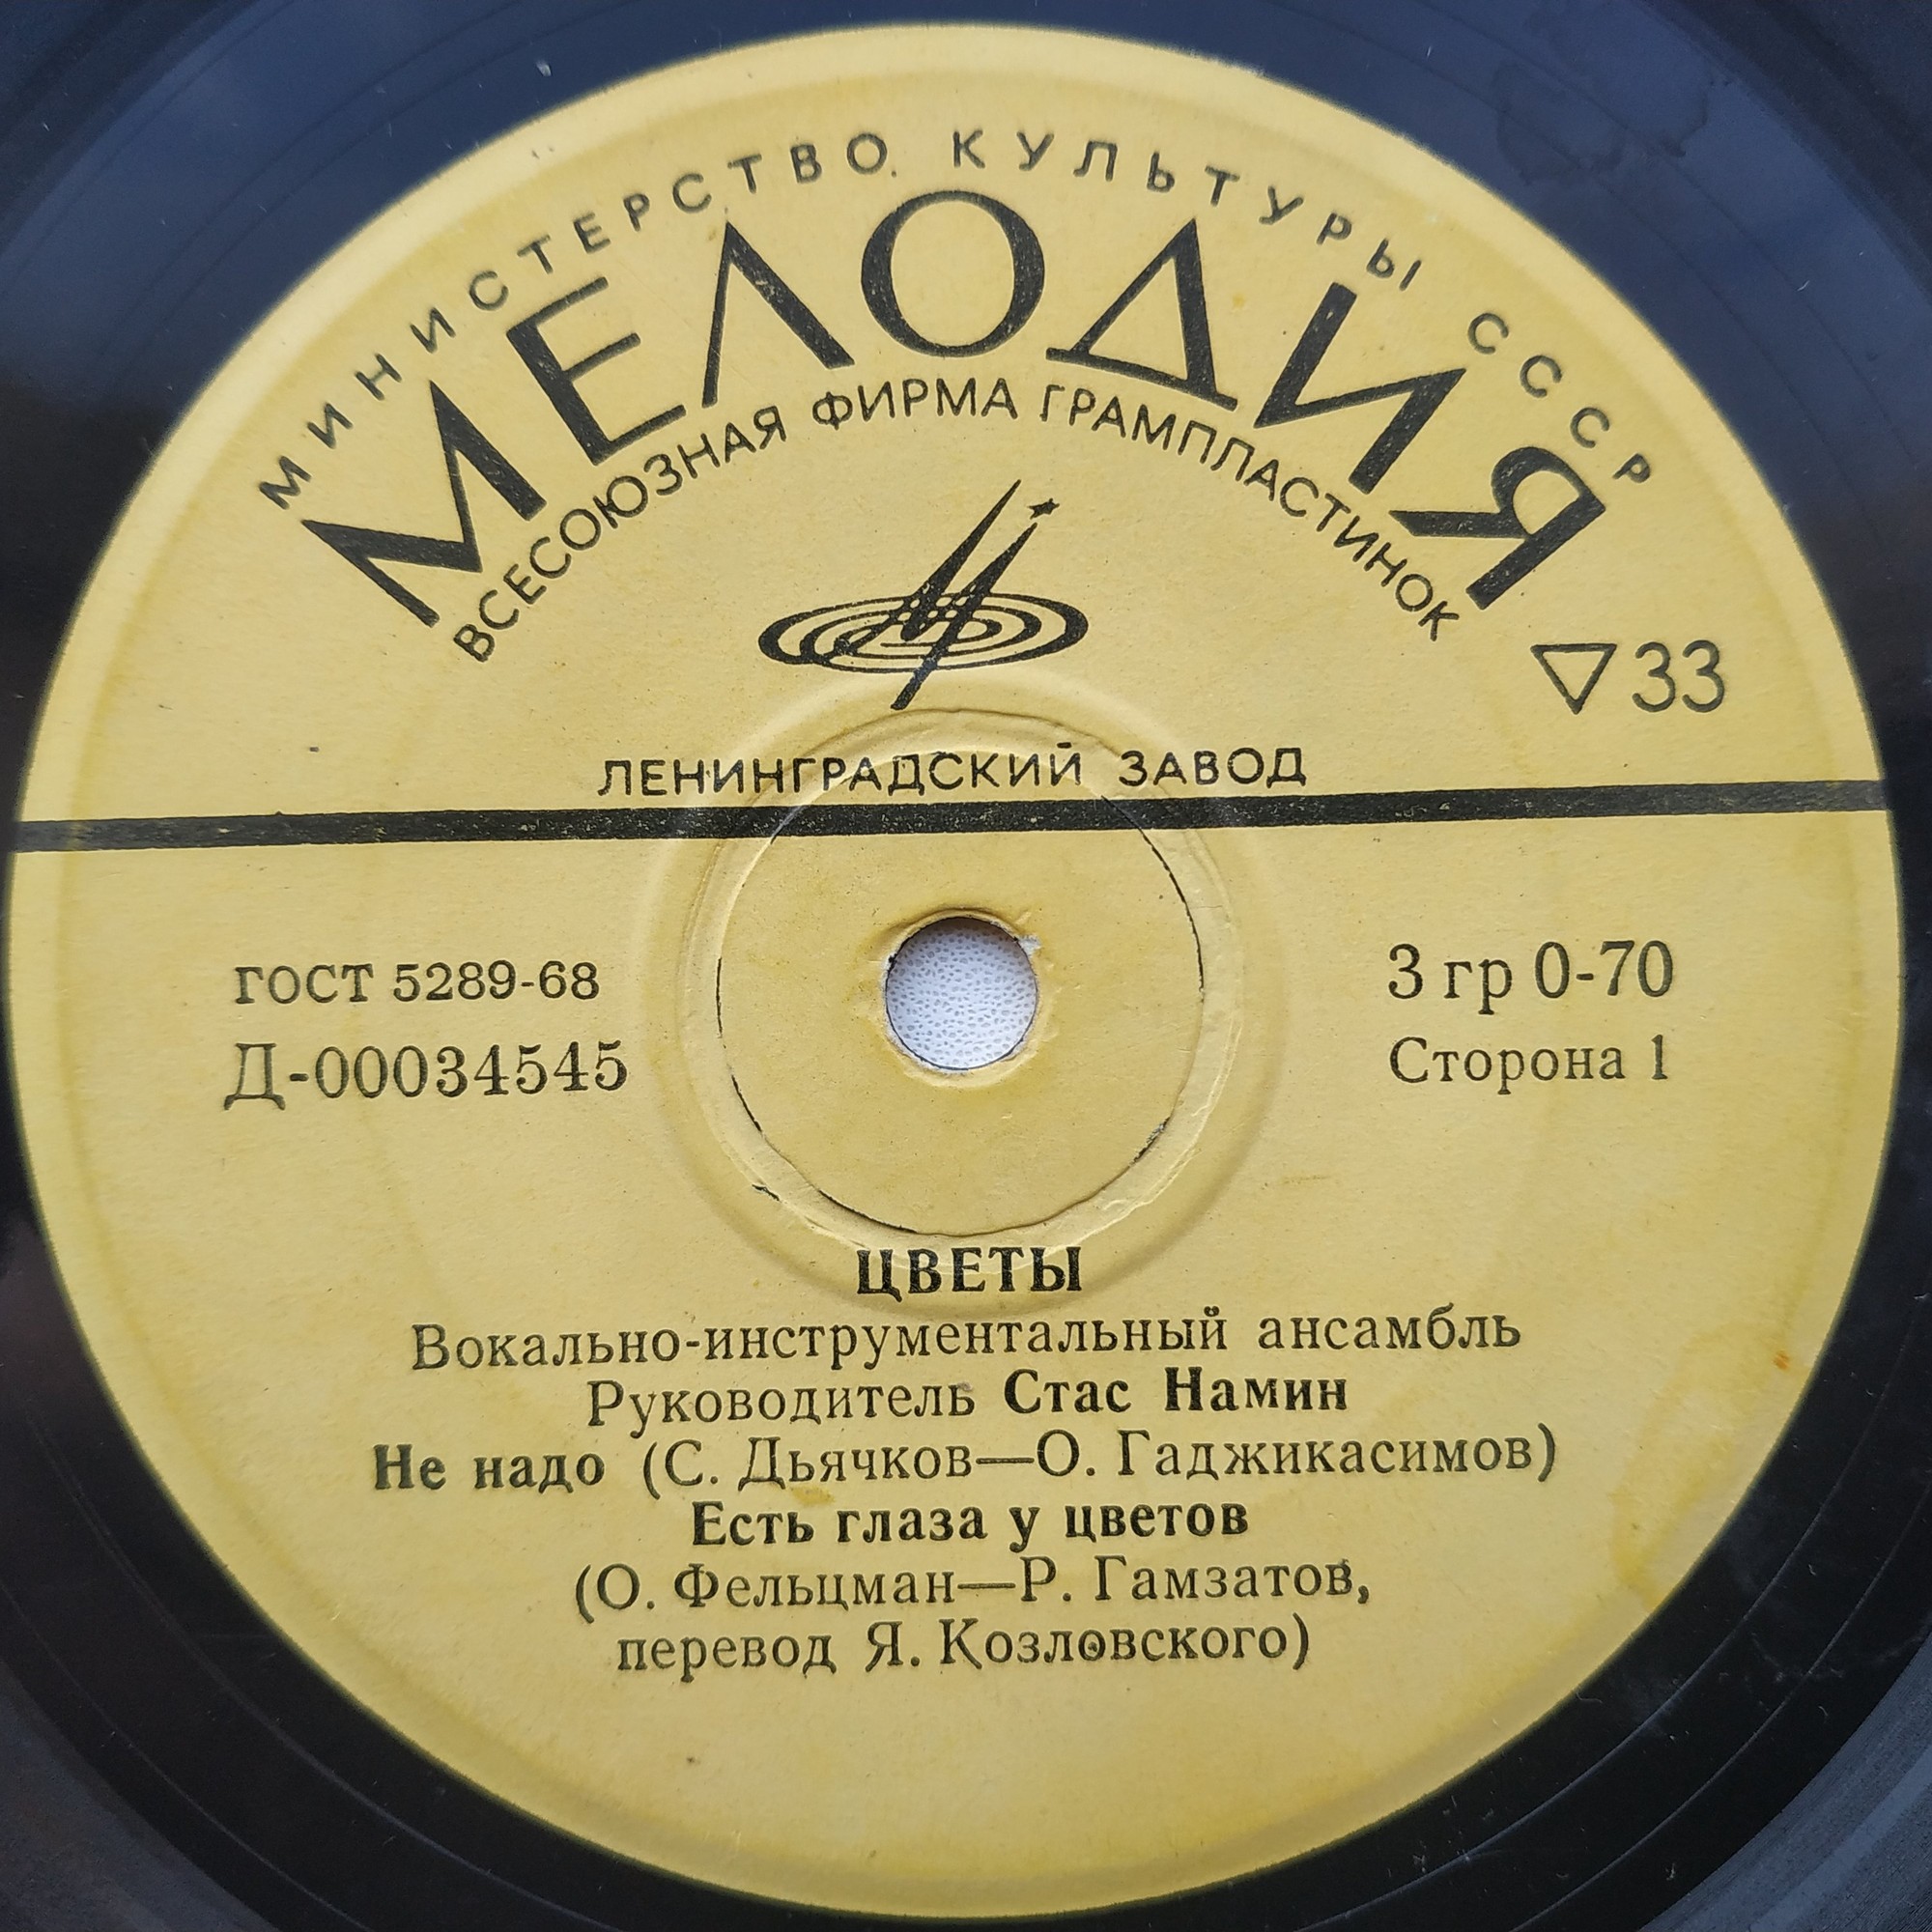 МИНИСТЕРСТВО КУЛЬТУРЫ СССР
МЕЛОДИЯ
ВСЕСОЮЗНАЯ ФИРМА ГРАМПЛАСТИНОК
▽33
ЛЕНИНГРАДСКИЙ ЗАВОД
ГОСТ 5289-68
Д-00034545
3 гр 0-70
Сторона 1
ЦВЕТЫ
Вокально-инструментальный ансамбль
Руководитель Стас Намин
Не надо (С. Дьячков—О. Гаджикасимов)
Есть глаза у цветов
(О. Фельцман—Р. Гамзатов,
перевод Я. Козловского)